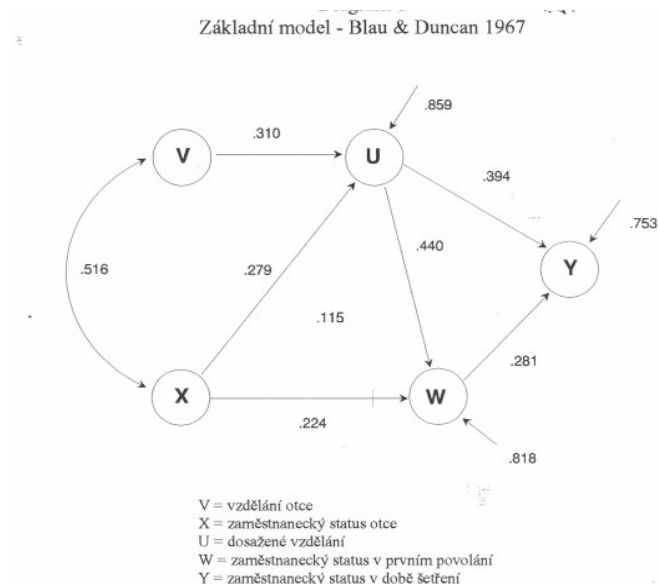 Základní model - Blau & Duncan 1967
.859
.310
V
U
.394
.753
.440
Y
.516
.279
.115
.281
X
W
.224
.818
V = vzdělání otce
X = zaměstnanecký status otce
U = dosažené vzdělání
W = zaměstnanecký status v prvním povolání
Y = zaměstnanecký status v době šetření